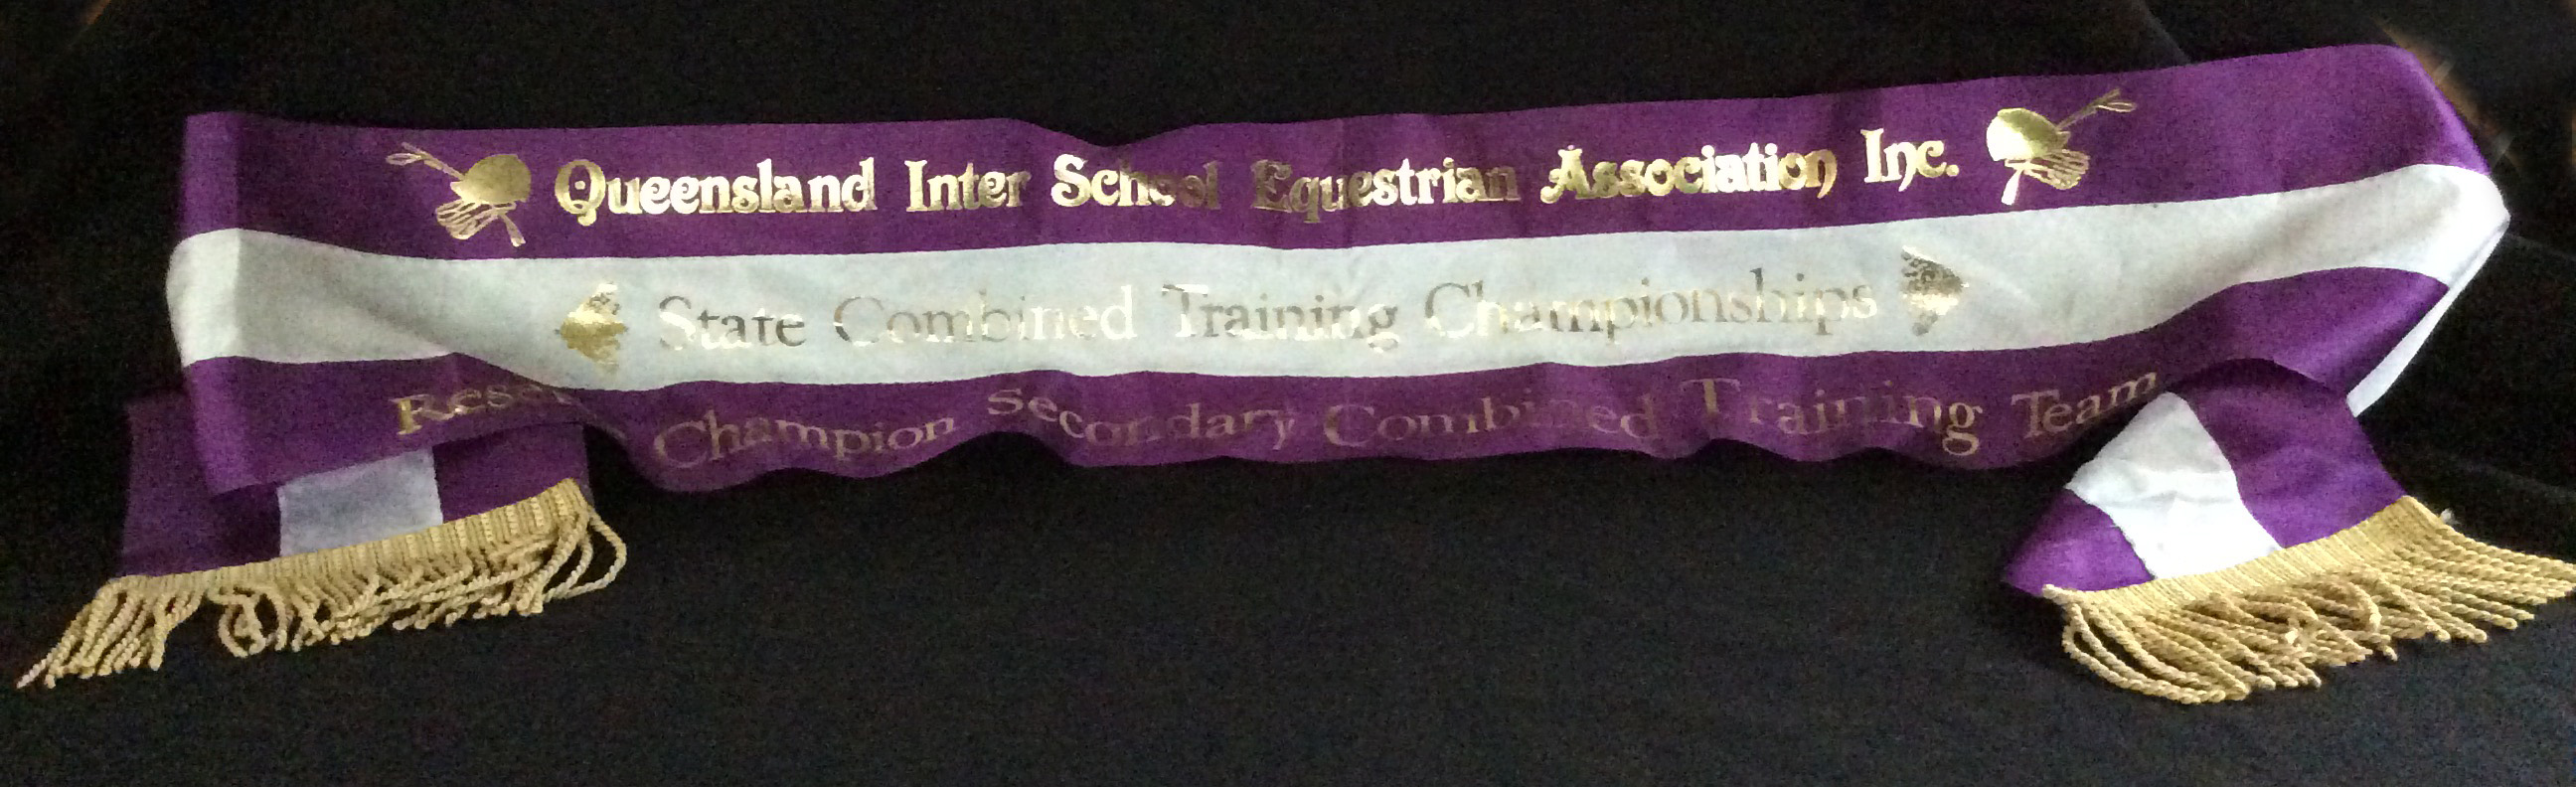 Queensland Inter School Equestrian Association Inc.
State Combined Training Championships
Champion Secondary Combined Training Team